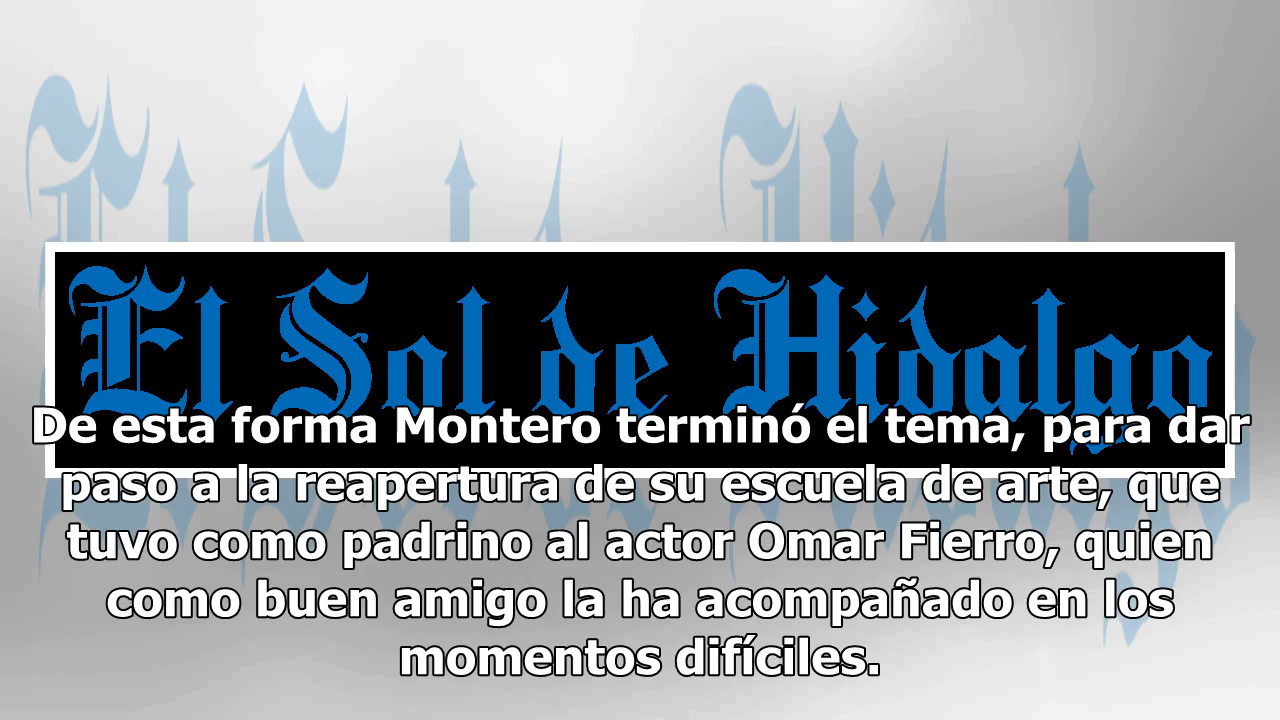 El Sol de Hidalgo
De esta forma Montero terminó el tema, para dar
paso a la reapertura de su escuela de arte, que
tuvo como padrino al actor Omar Fierro, quien
como buen amigo la ha acompañado en los
momentos difíciles.